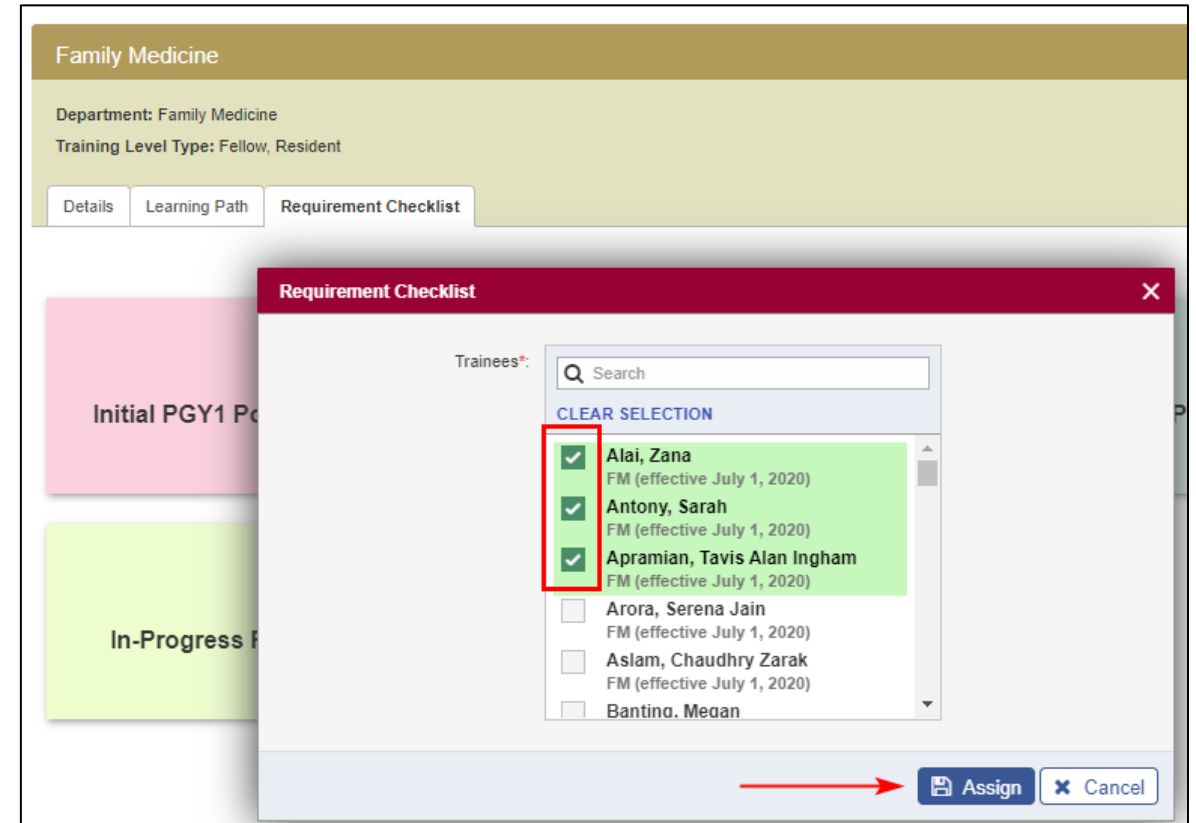 Family Medicine
Department: Family Medicine
Training Level Type: Fellow, Resident
Details Learning Path Requirement Checklist
Requirement Checklist
Trainees*:
Search
CLEAR SELECTION
Initial PGY1
Alai, Zana
FM (effective July 1, 2020)
Antony, Sarah
FM (effective July 1, 2020)
Apramian, Tavis Alan Ingham
FM (effective July 1, 2020)
Arora, Serena Jain
FM (effective July 1, 2020)
In-Progress
Aslam, Chaudhry Zarak
FM (effective July 1, 2020)
Banting, Megan
Assign Cancel